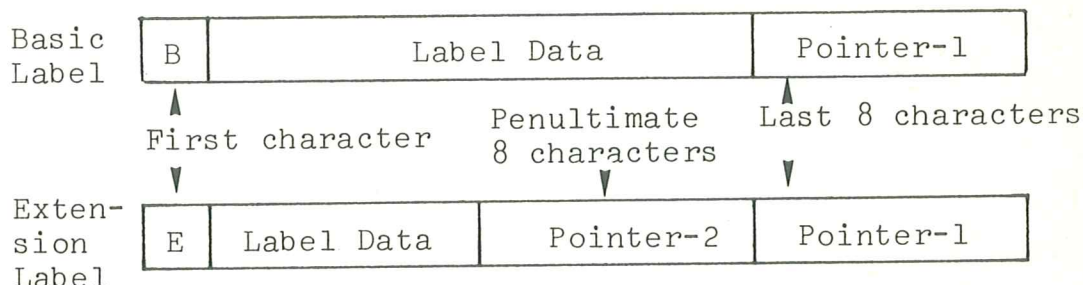 Basic
Label
B
Label Data
Pointer-1
First character
Penultimate
8 characters
Last 8 characters
Exten-
sion
Label
E
Label Data
Pointer-2
Pointer-1